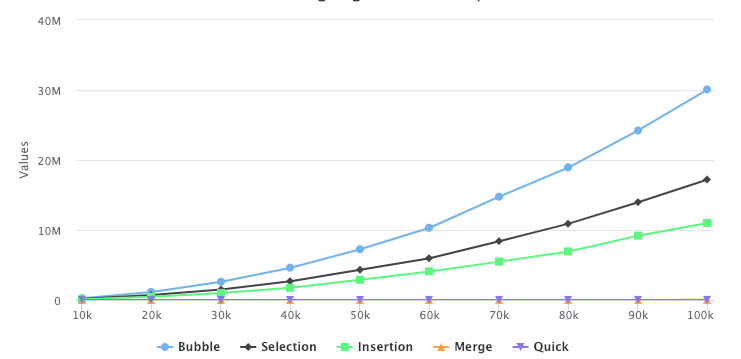 40M
30M
20M
10M
0
Values
10k 20k 30k 40k 50k 60k 70k 80k 90k 100k
Bubble Selection Insertion Merge Quick